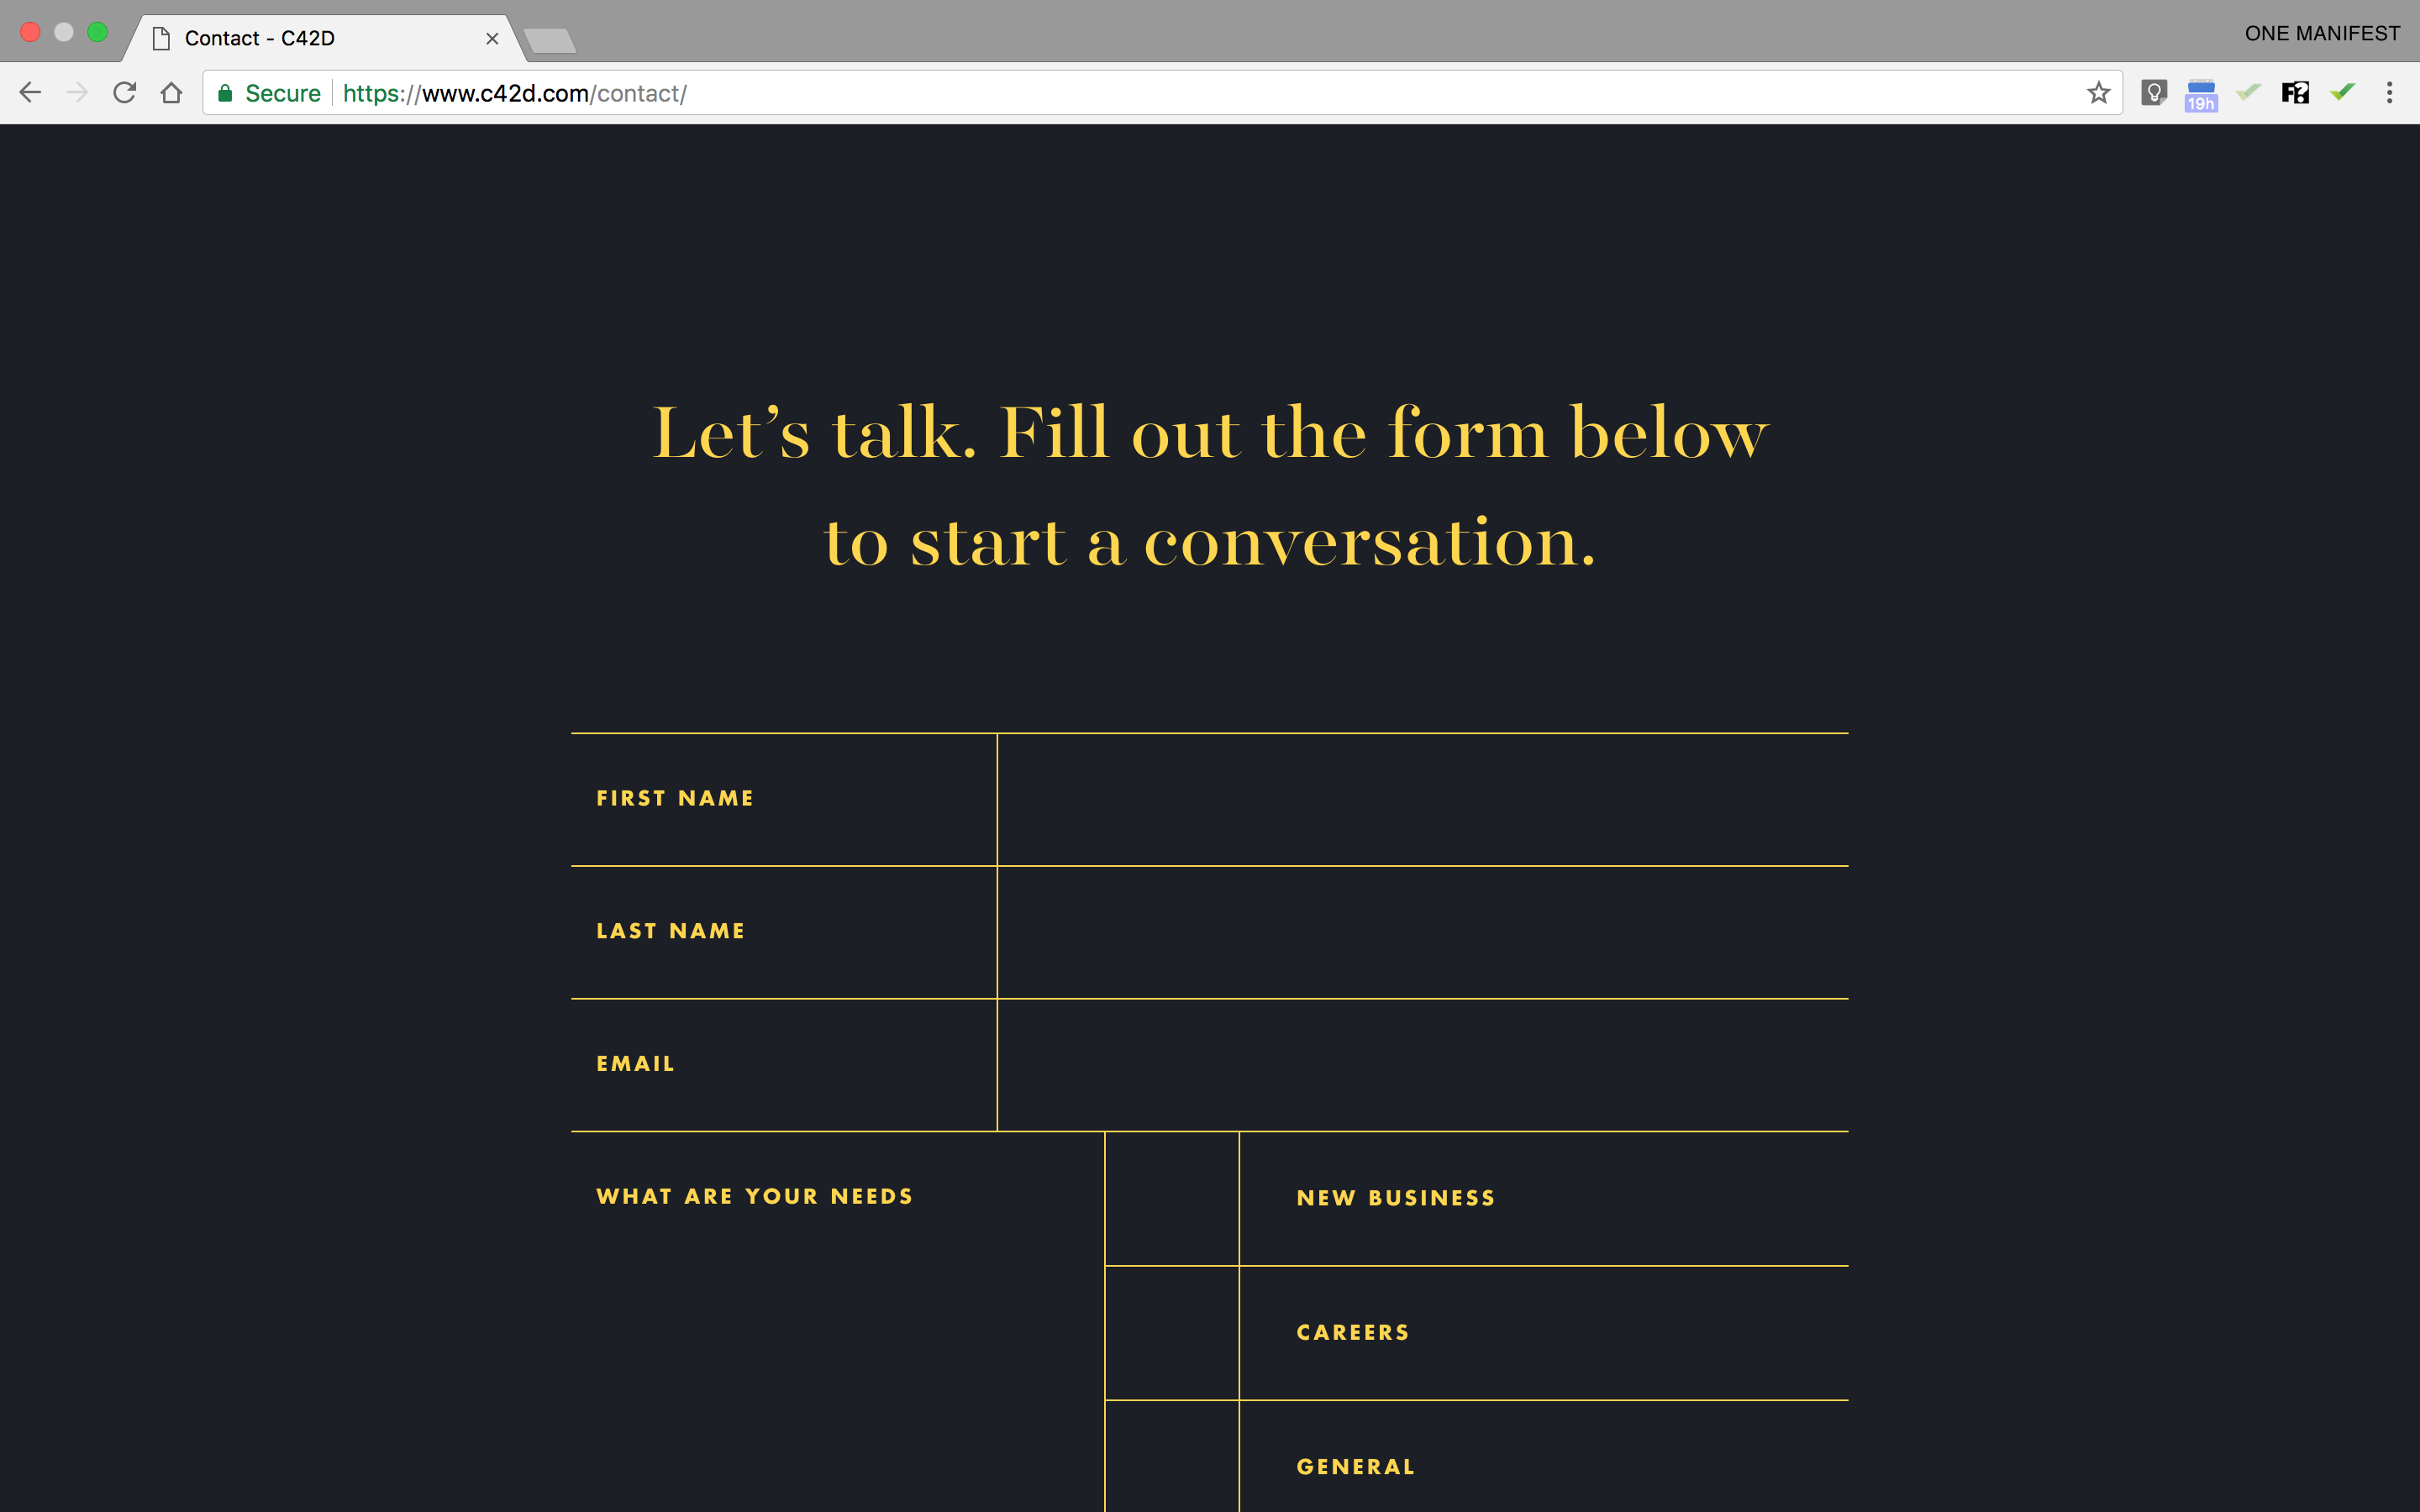 Contact - C42D
ONE MANIFEST
Secure
https://www.c42d.com/contact/
19h
F?
Let’s talk. Fill out the form below
to start a conversation.
FIRST NAME
LAST NAME
EMAIL
WHAT ARE YOUR NEEDS
NEW BUSINESS
CAREERS
GENERAL